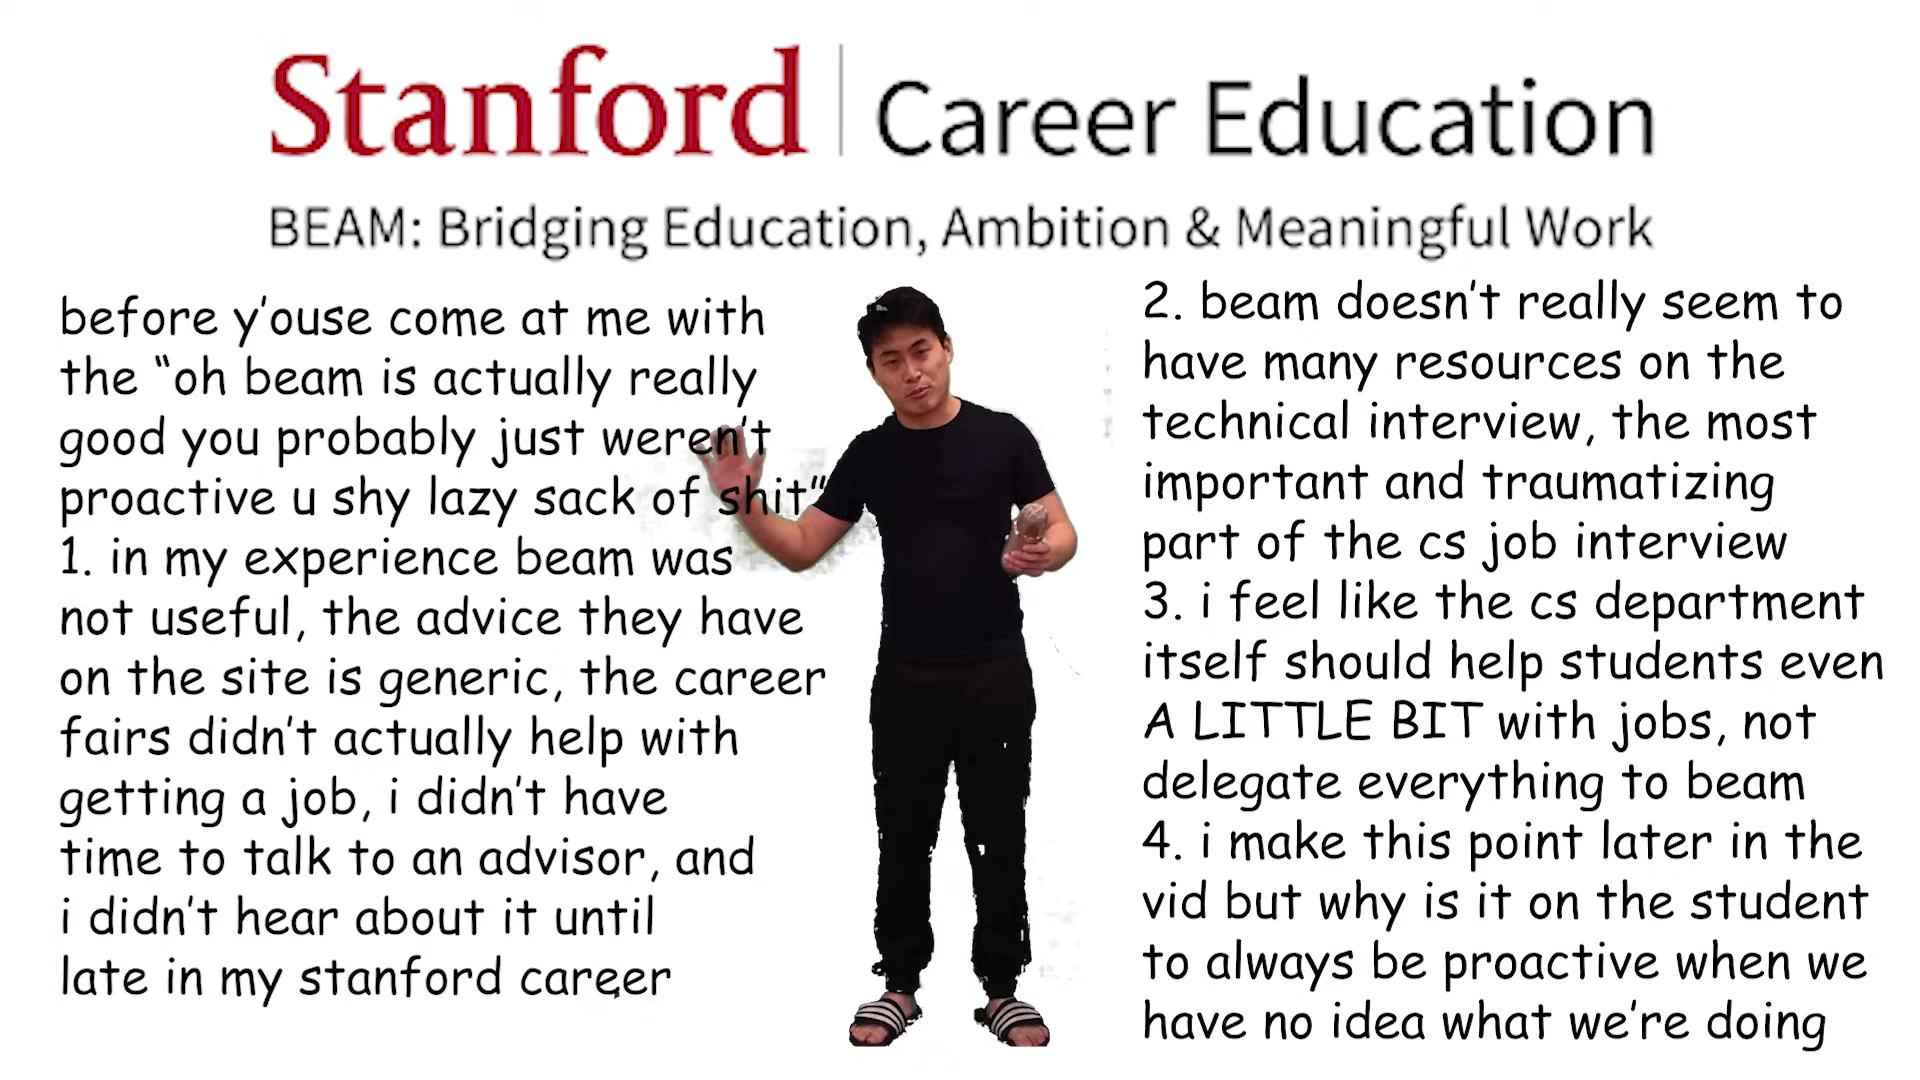 Stanford | Career Education
BEAM: Bridging Education, Ambition & Meaningful Work
before y'ouse come at me with
the “oh beam is actually really
good you probably just weren't
proactive u shy lazy sack of shit”
1. in my experience beam was
not useful, the advice they have
on the site is generic, the career
fairs didn't actually help with
getting a job, i didn't have
time to talk to an advisor, and
i didn't hear about it until
late in my stanford career
2. beam doesn't really seem to
have many resources on the
technical interview, the most
important and traumatizing
part of the cs job interview
3. i feel like the cs department
itself should help students even
A LITTLE BIT with jobs, not
delegate everything to beam
4. i make this point later in the
vid but why is it on the student
to always be proactive when we
have no idea what we're doing